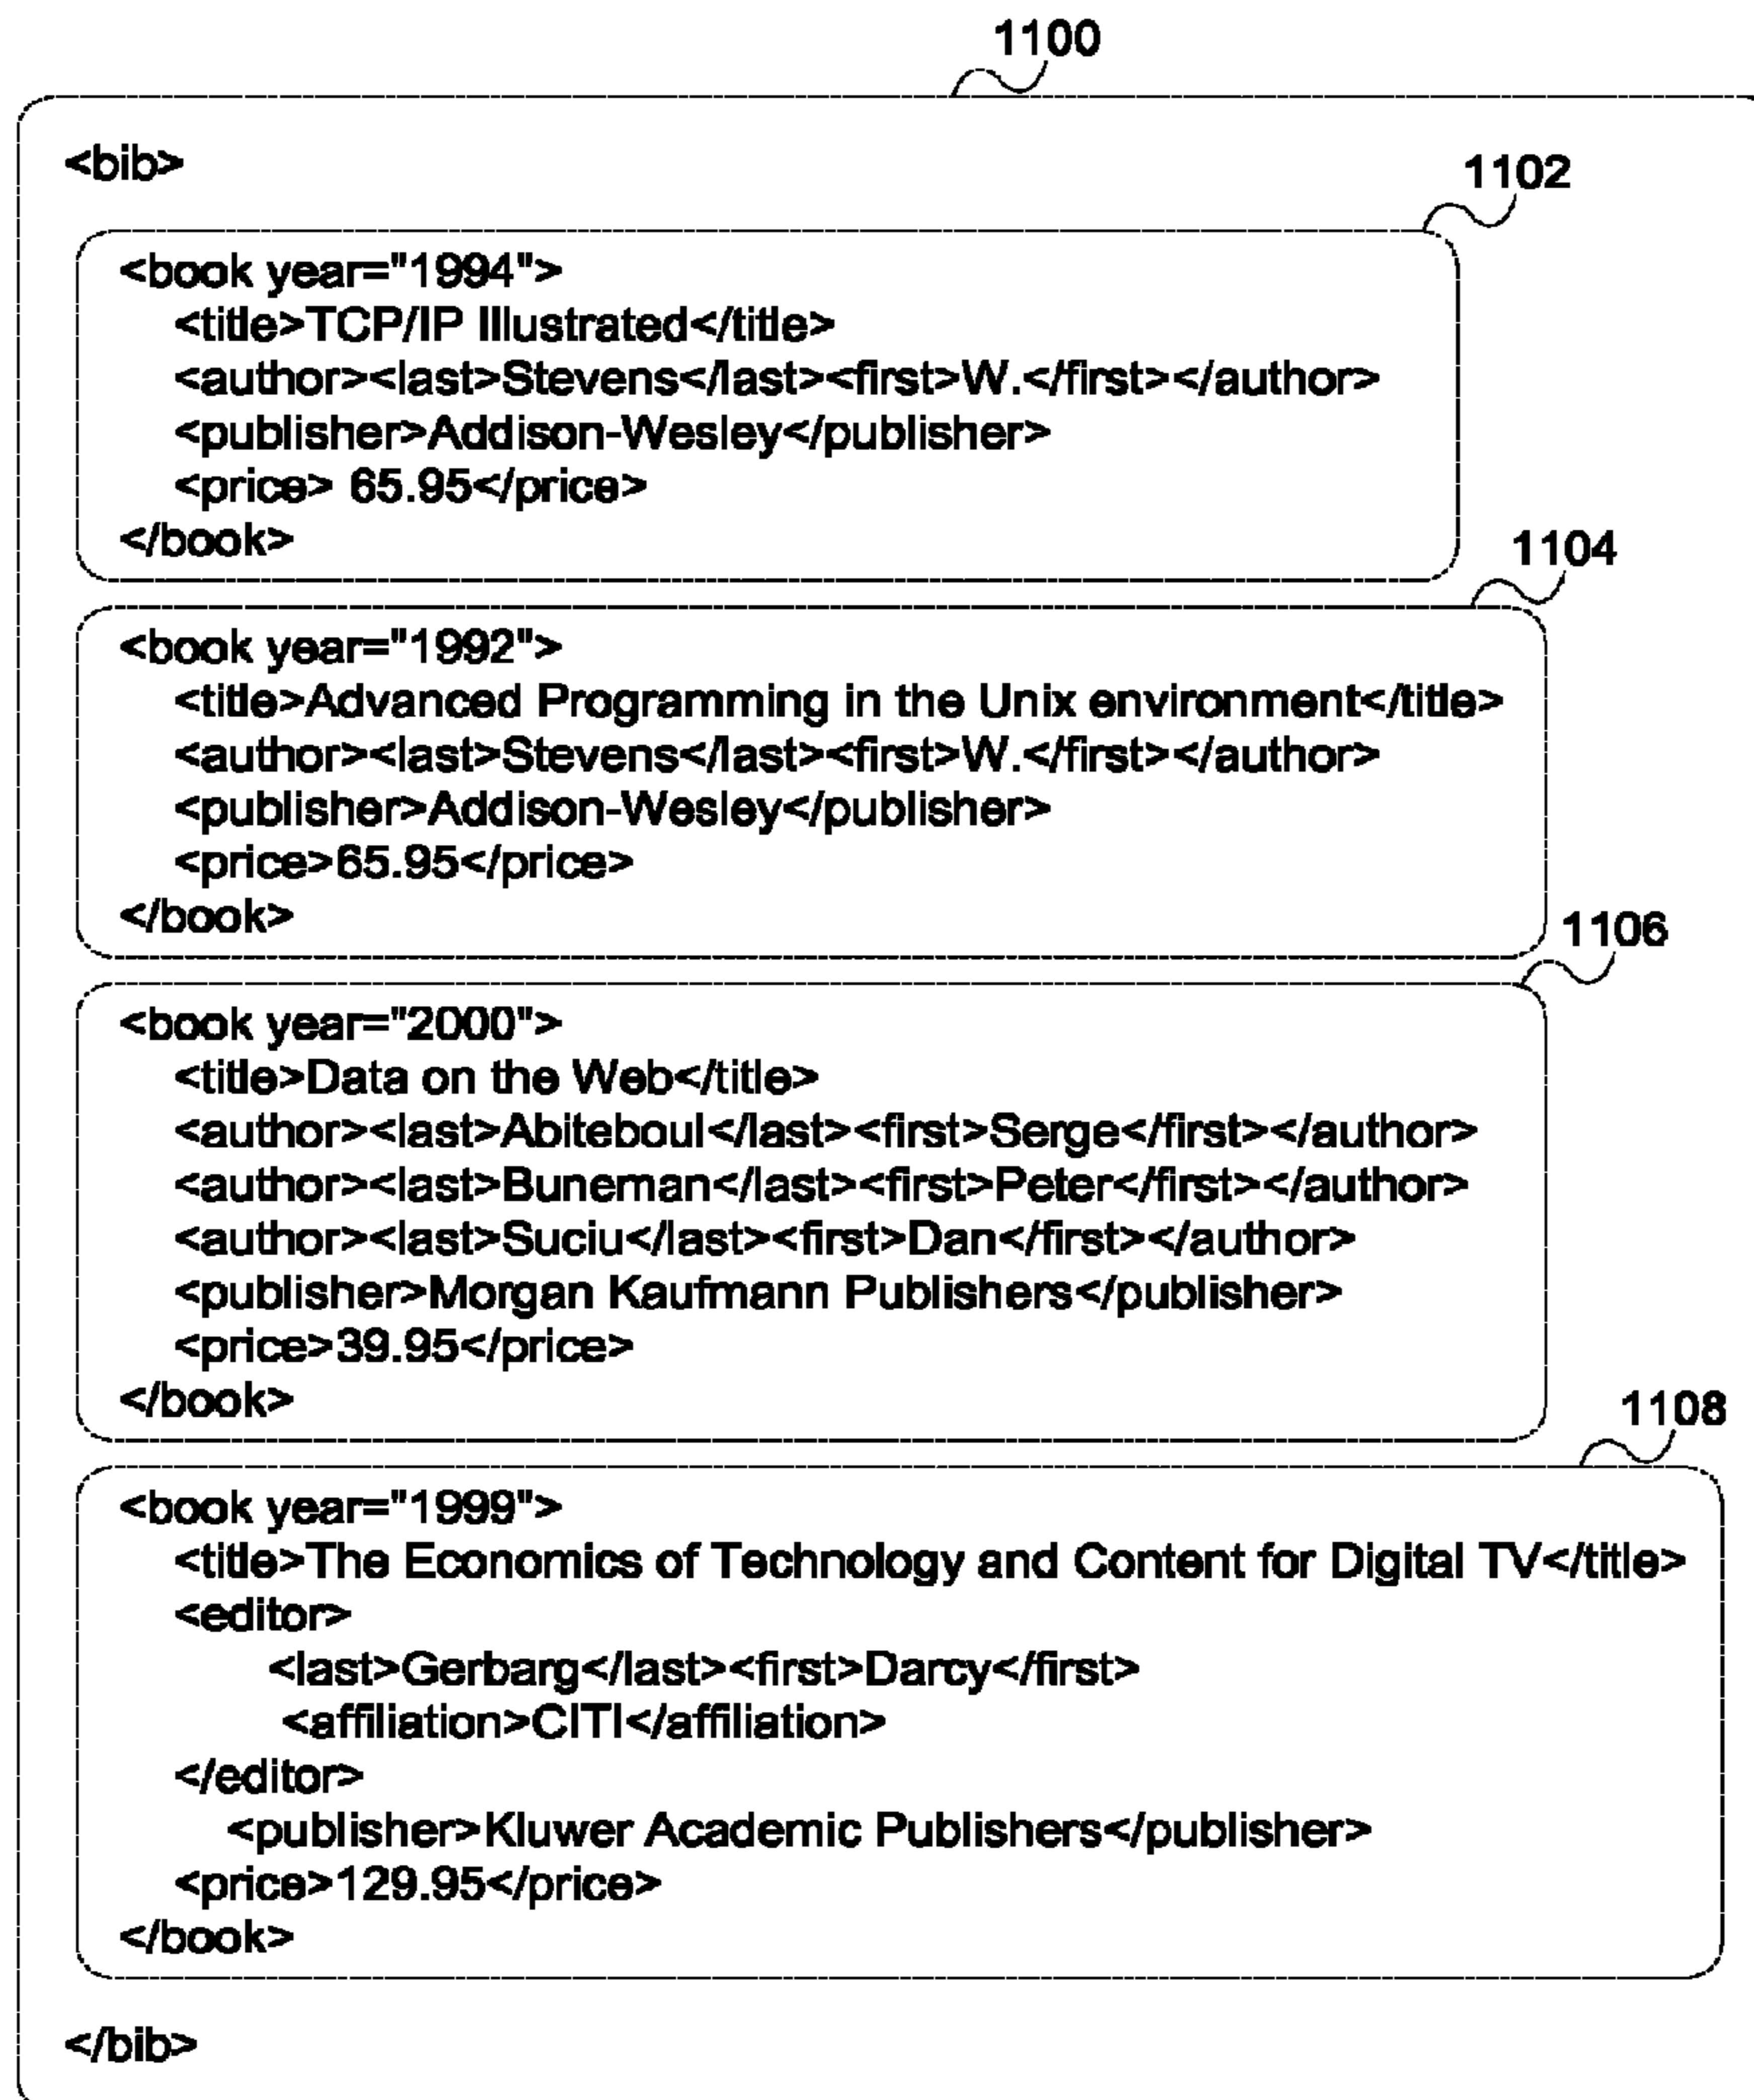 1100
<bib>
1102
<book year="1994">
<title>TCP/IP Illustrated</title>
<author><last>Stevens</last><first>W.</first></author>
<publisher>Addison-Wesley</publisher>
<price> 65.95</price>
</book>
1104
<book year="1992">
<title>Advanced Programming in the Unix environment</title>
<author><last>Stevens</last><first>W.</first></author>
<publisher>Addison-Wesley</publisher>
<price>65.95</price>
</book>
1106
<book year="2000">
<title>Data on the Web</title>
<author><last>Abiteboul</last><first>Serge</first></author>
<author><last>Buneman</last><first>Peter</first></author>
<author><last>Suciu</last><first>Dan</first></author>
<publisher>Morgan Kaufmann Publishers</publisher>
<price>39.95</price>
</book>
1108
<book year="1999">
<title>The Economics of Technology and Content for Digital TV</title>
<editor>
<last>Gerbarg</last><first>Darcy</first>
<affiliation>CITI</affiliation>
</editor>
<publisher>Kluwer Academic Publishers</publisher>
<price>129.95</price>
</book>
</bib>